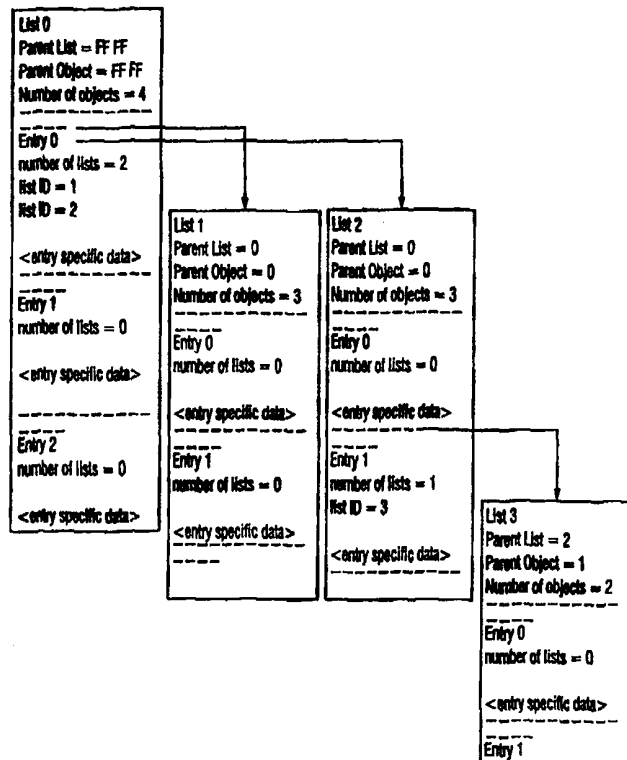 List 0
Parent List = FF FF
Parent Object = FF FF
Number of objects = 4
Entry 0
number of lists = 2
list ID = 1
list ID = 2
<entry specific data>
Entry 1
number of lists = 0
<entry specific data>
Entry 2
number of lists = 0
<entry specific data>
List 1
Parent List = 0
Parent Object = 0
Number of objects = 3
Entry 0
number of lists = 0
<entry specific data>
Entry 1
number of lists = 0
<entry specific data>
List 2
Parent List = 0
Parent Object = 0
Number of objects = 3
Entry 0
number of lists = 0
<entry specific data>
Entry 1
number of lists = 1
list ID = 3
<entry specific data>
List 3
Parent List = 2
Parent Object = 1
Number of objects = 2
Entry 0
number of lists = 0
<entry specific data>
Entry 1